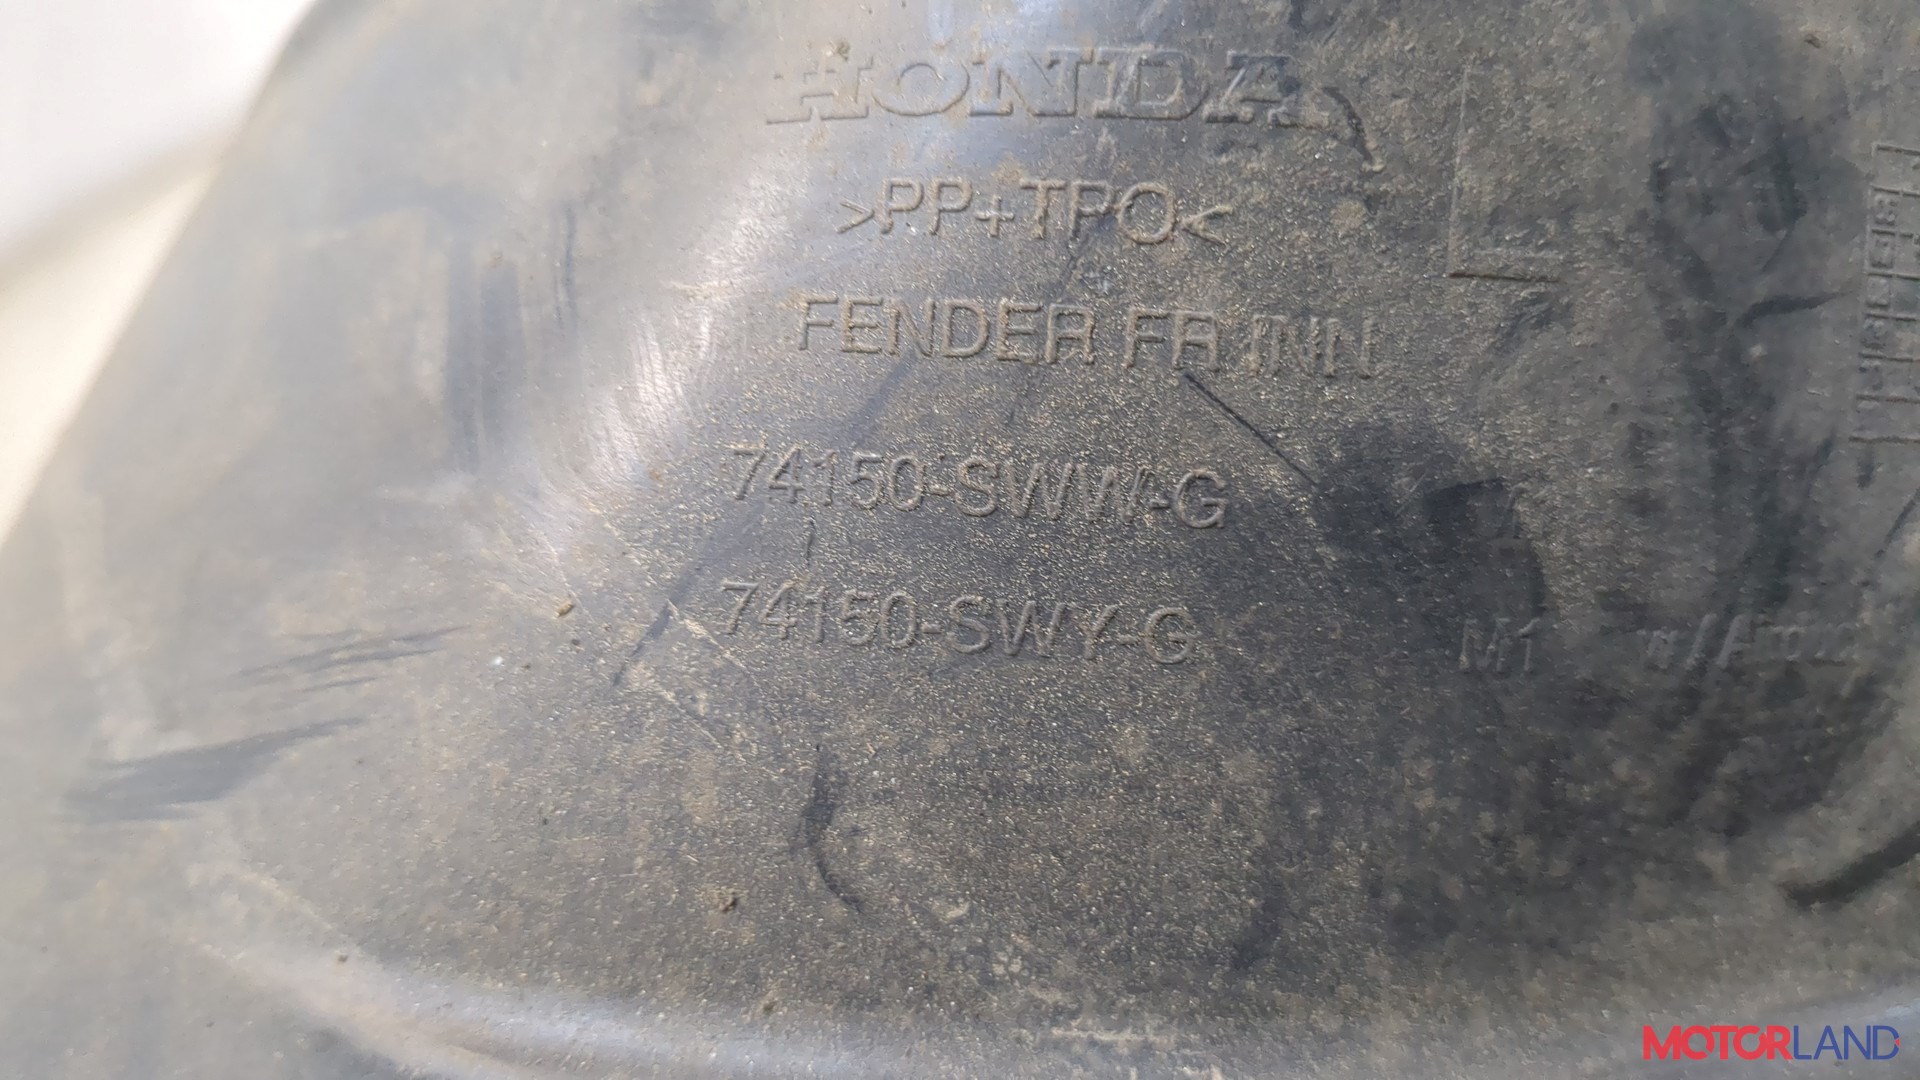 HONDA
>PP+TPO<
L
FENDER FR INN
74150-SWW-G
74150-SWY-G
M1
MOTORLAND